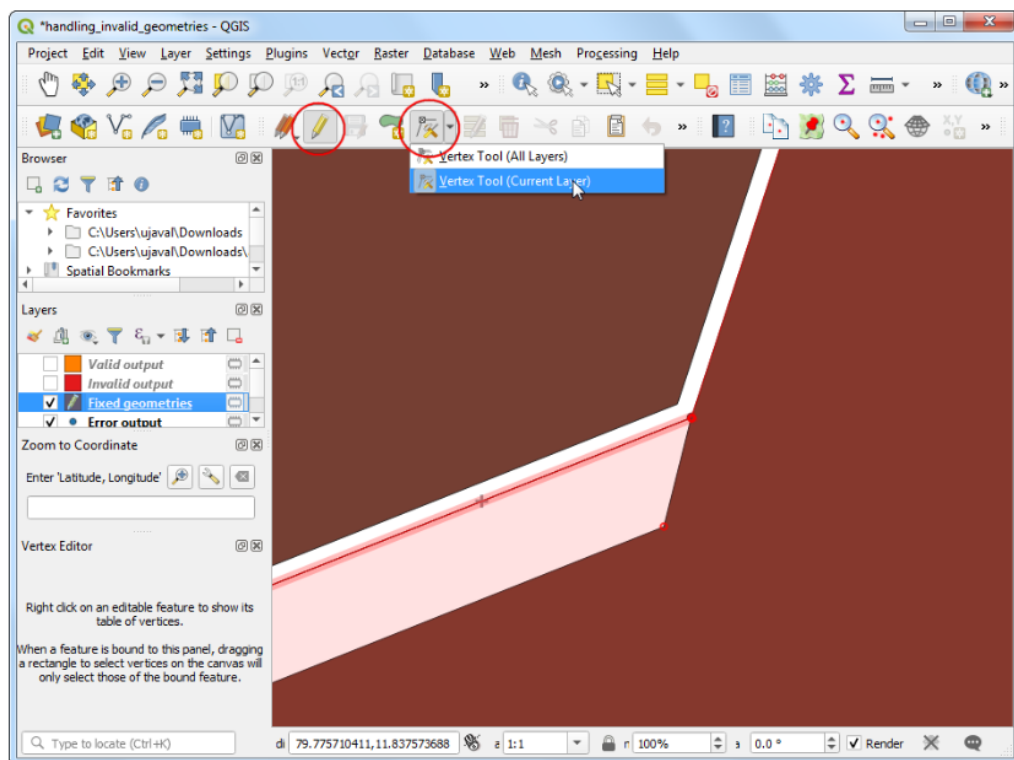 *handling_invalid_geometries - QGIS
Project Edit View Layer Settings Plugins Vector Raster Database Web Mesh Processing Help
» »
» X,Y »
Browser
Vertex Tool (All Layers)
Vertex Tool (Current Layer)
Favorites
C:\Users\ujaval\Downloads
C:\Users\ujaval\Downloads\
Spatial Bookmarks
Layers
Valid output
Invalid output
Fixed geometries
Error output
Zoom to Coordinate
Enter 'Latitude, Longitude'
Vertex Editor
Right click on an editable feature to show its
table of vertices.
When a feature is bound to this panel, dragging
a rectangle to select vertices on the canvas will
only select those of the bound feature.
Type to locate (Ctrl+K) di 79.775710411,11.837573688 1:1 100% 0.0 ° Render